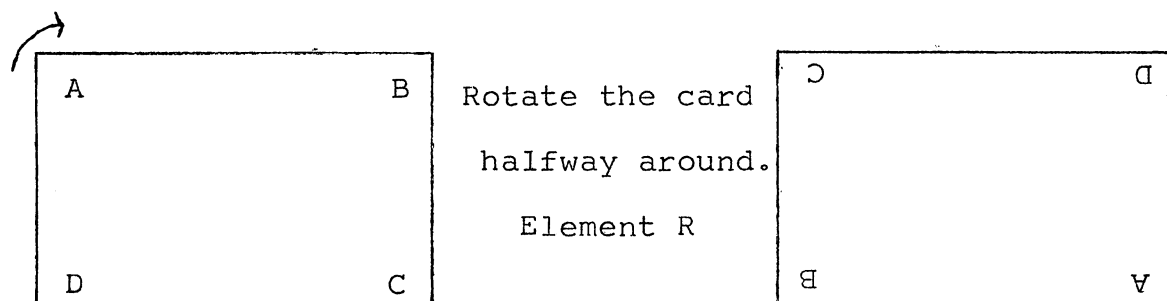 A B
Rotate the card
halfway around.
Element R
D C
C D
B A